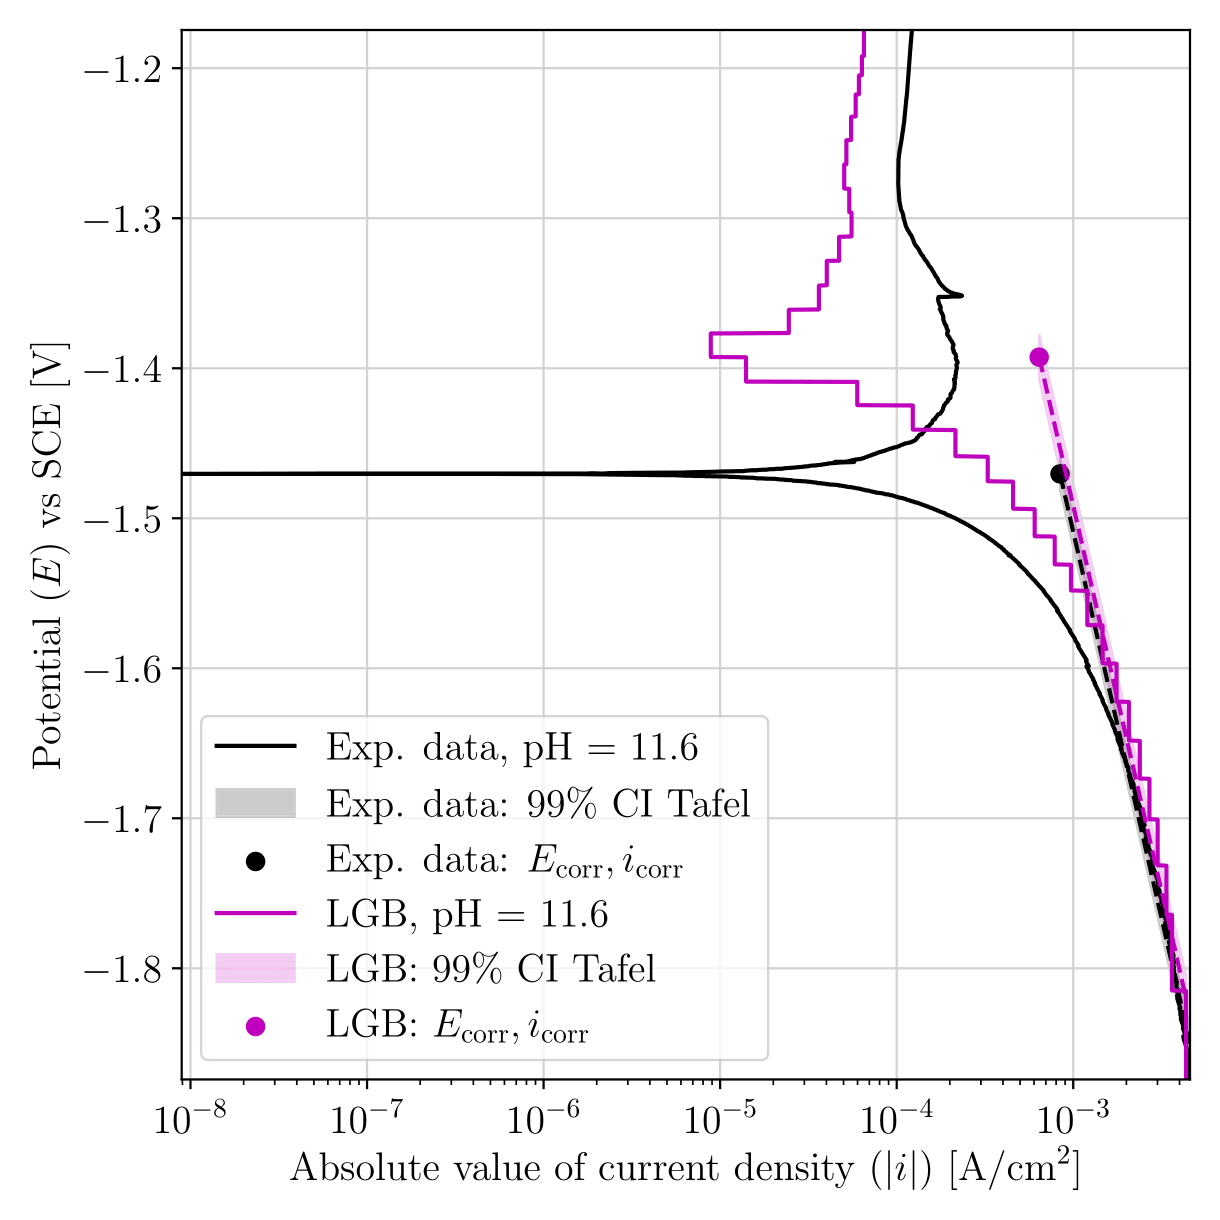 −1.2
−1.3
−1.4
−1.5
−1.6
−1.7
−1.8
Potential (E) vs SCE [V]
Exp. data, pH = 11.6
Exp. data: 99% CI Tafel
Exp. data: E_corr, i_corr
LGB, pH = 11.6
LGB: 99% CI Tafel
LGB: E_corr, i_corr
10⁻⁸ 10⁻⁷ 10⁻⁶ 10⁻⁵ 10⁻⁴ 10⁻³
Absolute value of current density (|i|) [A/cm²]